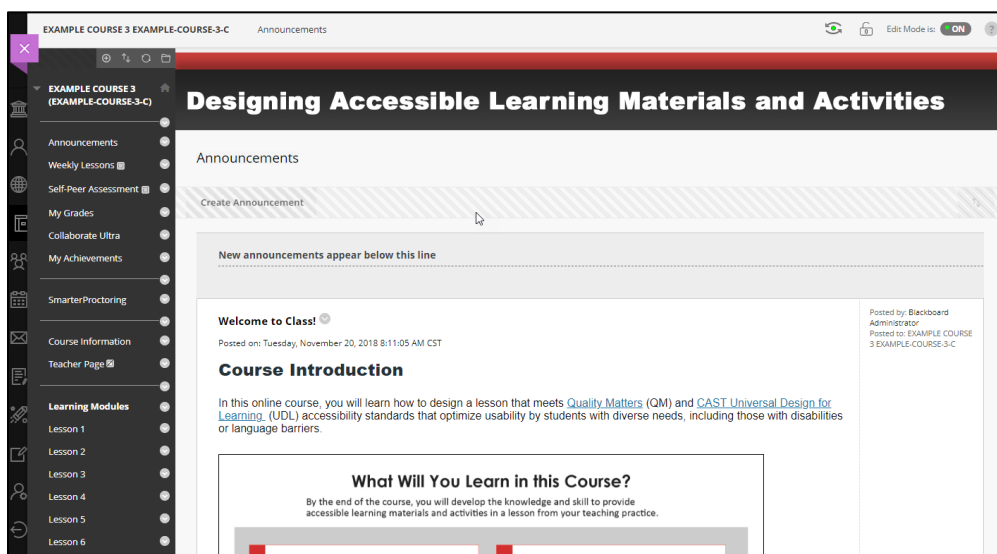 EXAMPLE COURSE 3 EXAMPLE-COURSE-3-C Announcements Edit Mode is: ON ?
EXAMPLE COURSE 3
(EXAMPLE-COURSE-3-C)
Announcements
Weekly Lessons
Self-Peer Assessment
My Grades
Collaborate Ultra
My Achievements
SmarterProctoring
Course Information
Teacher Page
Learning Modules
Lesson 1
Lesson 2
Lesson 3
Lesson 4
Lesson 5
Lesson 6
Designing Accessible Learning Materials and Activities
Announcements
Create Announcement
New announcements appear below this line
Welcome to Class!
Posted on: Tuesday, November 20, 2018 8:11:05 AM CST
Course Introduction
In this online course, you will learn how to design a lesson that meets Quality Matters (QM) and CAST Universal Design for
Learning (UDL) accessibility standards that optimize usability by students with diverse needs, including those with disabilities
or language barriers.
What Will You Learn in this Course?
By the end of the course, you will develop the knowledge and skill to provide
accessible learning materials and activities in a lesson from your teaching practice.
Posted by: Blackboard
Administrator
Posted to: EXAMPLE COURSE
3 EXAMPLE-COURSE-3-C